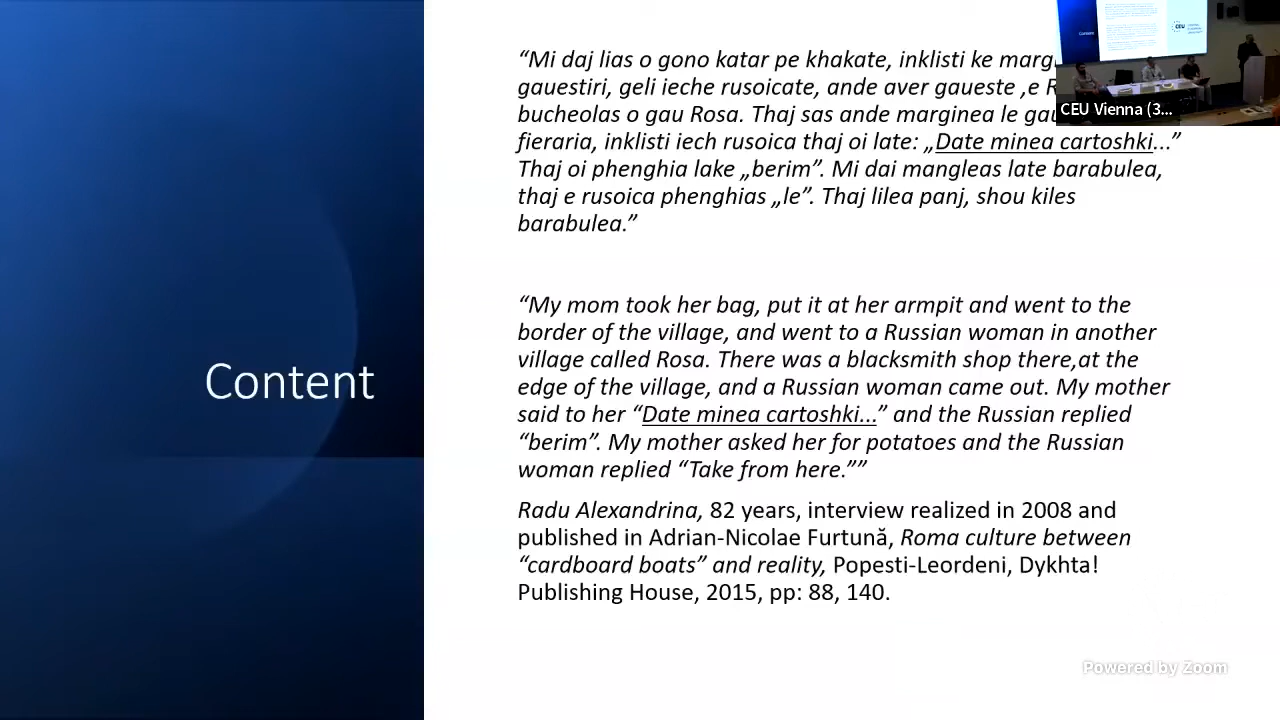 Content
“Mi daj lias o gono katar pe khakate, inklisti ke marg
gauestiri, geli ieche rusoicate, ande aver gaueste ,e R
bucheolas o gau Rosa. Thaj sas ande marginea le gau
fieraria, inklisti iech rusoica thaj oi late: „Date minea cartoshki...”
Thaj oi phenghia lake „berim”. Mi dai mangleas late barabulea,
thaj e rusoica phenghias „le”. Thaj lilea panj, shou kiles
barabulea.”
“My mom took her bag, put it at her armpit and went to the
border of the village, and went to a Russian woman in another
village called Rosa. There was a blacksmith shop there,at the
edge of the village, and a Russian woman came out. My mother
said to her “Date minea cartoshki...” and the Russian replied
“berim”. My mother asked her for potatoes and the Russian
woman replied “Take from here.””
Radu Alexandrina, 82 years, interview realized in 2008 and
published in Adrian-Nicolae Furtună, Roma culture between
“cardboard boats” and reality, Popesti-Leordeni, Dykhta!
Publishing House, 2015, pp: 88, 140.
CEU
CEU Vienna (3...
Powered by Zoom